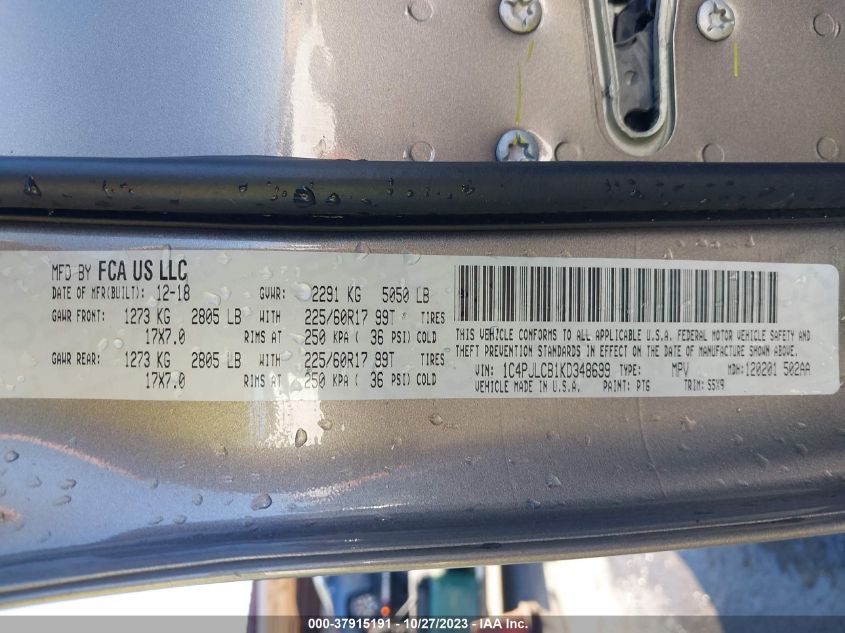 MFD BY FCA US LLC
DATE OF MFR(BUILT): 12-18 GVWR: 2291 KG 5050 LB
GAWR FRONT: 1273 KG 2805 LB WITH 225/60R17 99T TIRES
17X7.0 RIMS AT 250 KPA ( 36 PSI) COLD
GAWR REAR: 1273 KG 2805 LB WITH 225/60R17 99T TIRES
17X7.0 RIMS AT 250 KPA ( 36 PSI) COLD
THIS VEHICLE CONFORMS TO ALL APPLICABLE U.S.A. FEDERAL MOTOR VEHICLE SAFETY AND
THEFT PREVENTION STANDARDS IN EFFECT ON THE DATE OF MANUFACTURE SHOWN ABOVE.
VIN: 1C4PJLCB1KD348699 TYPE: MPV MDH: 120201 502AA
VEHICLE MADE IN U.S.A. PAINT: PTG TRIM: S5X9
000-37915191 - 10/27/2023 - IAA Inc.